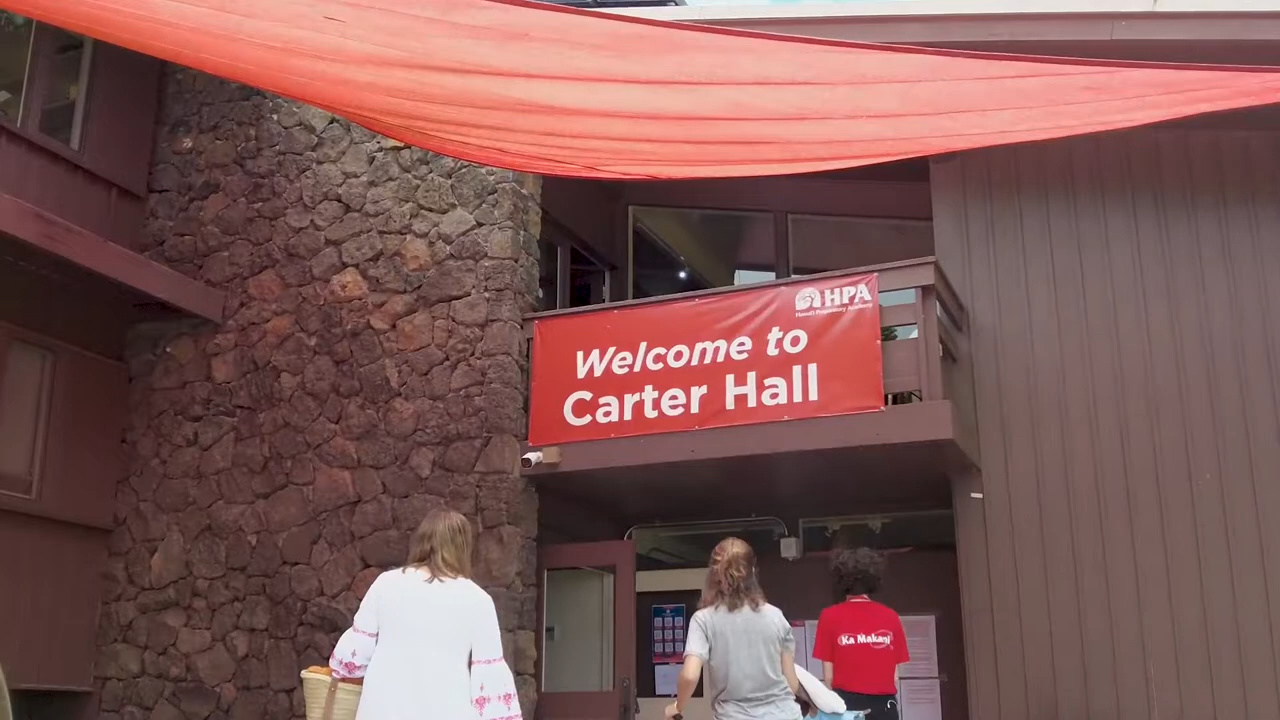 HPA
Hawai'i Preparatory Academy
Welcome to
Carter Hall
Ka Makani